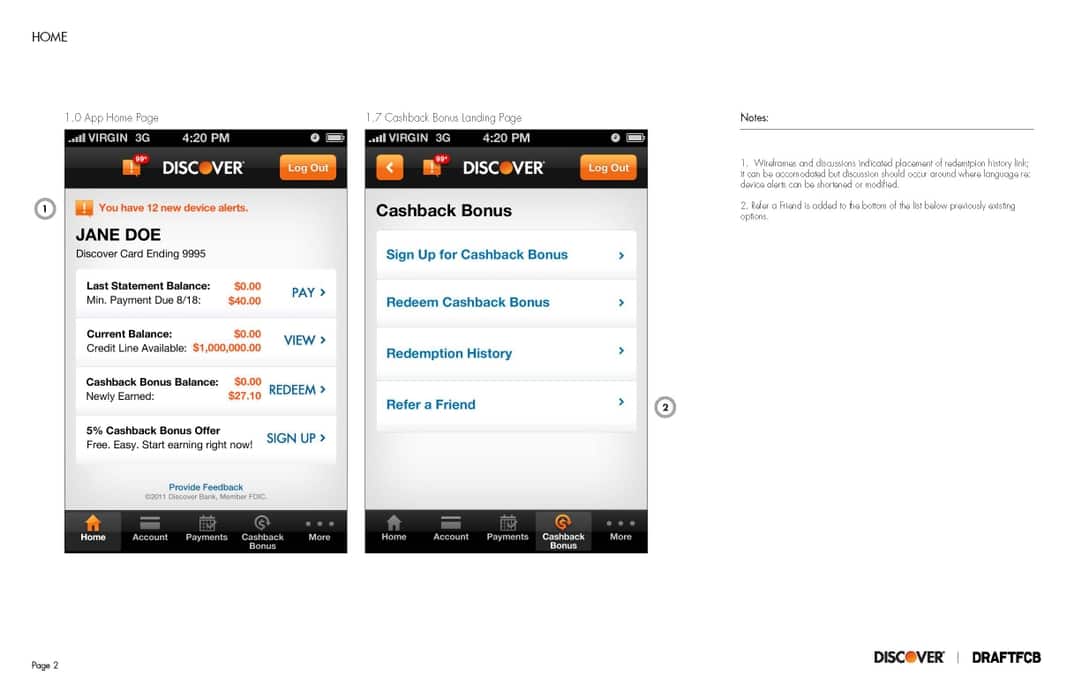 HOME
1.0 App Home Page
VIRGIN 3G 4:20 PM
99+ DISCOVER Log Out
1
You have 12 new device alerts.
JANE DOE
Discover Card Ending 9995
Last Statement Balance: $0.00
Min. Payment Due 8/18: $40.00
PAY >
Current Balance: $0.00
Credit Line Available: $1,000,000.00
VIEW >
Cashback Bonus Balance: $0.00
Newly Earned: $27.10
REDEEM >
5% Cashback Bonus Offer
Free. Easy. Start earning right now!
SIGN UP >
Provide Feedback
©2011 Discover Bank, Member FDIC.
Home Account Payments Cashback More
Bonus
1.7 Cashback Bonus Landing Page
VIRGIN 3G 4:20 PM
99+ DISCOVER Log Out
Cashback Bonus
Sign Up for Cashback Bonus >
Redeem Cashback Bonus >
Redemption History >
Refer a Friend >
2
Home Account Payments Cashback More
Bonus
Notes:
1. Wireframes and discussions indicated placement of redemtpion history link;
it can be accomodated but discussion should occur around where language re:
device alerts can be shortened or modified.
2. Refer a Friend is added to the bottom of the list below previously existing
options.
Page 2
DISCOVER | DRAFTFCB